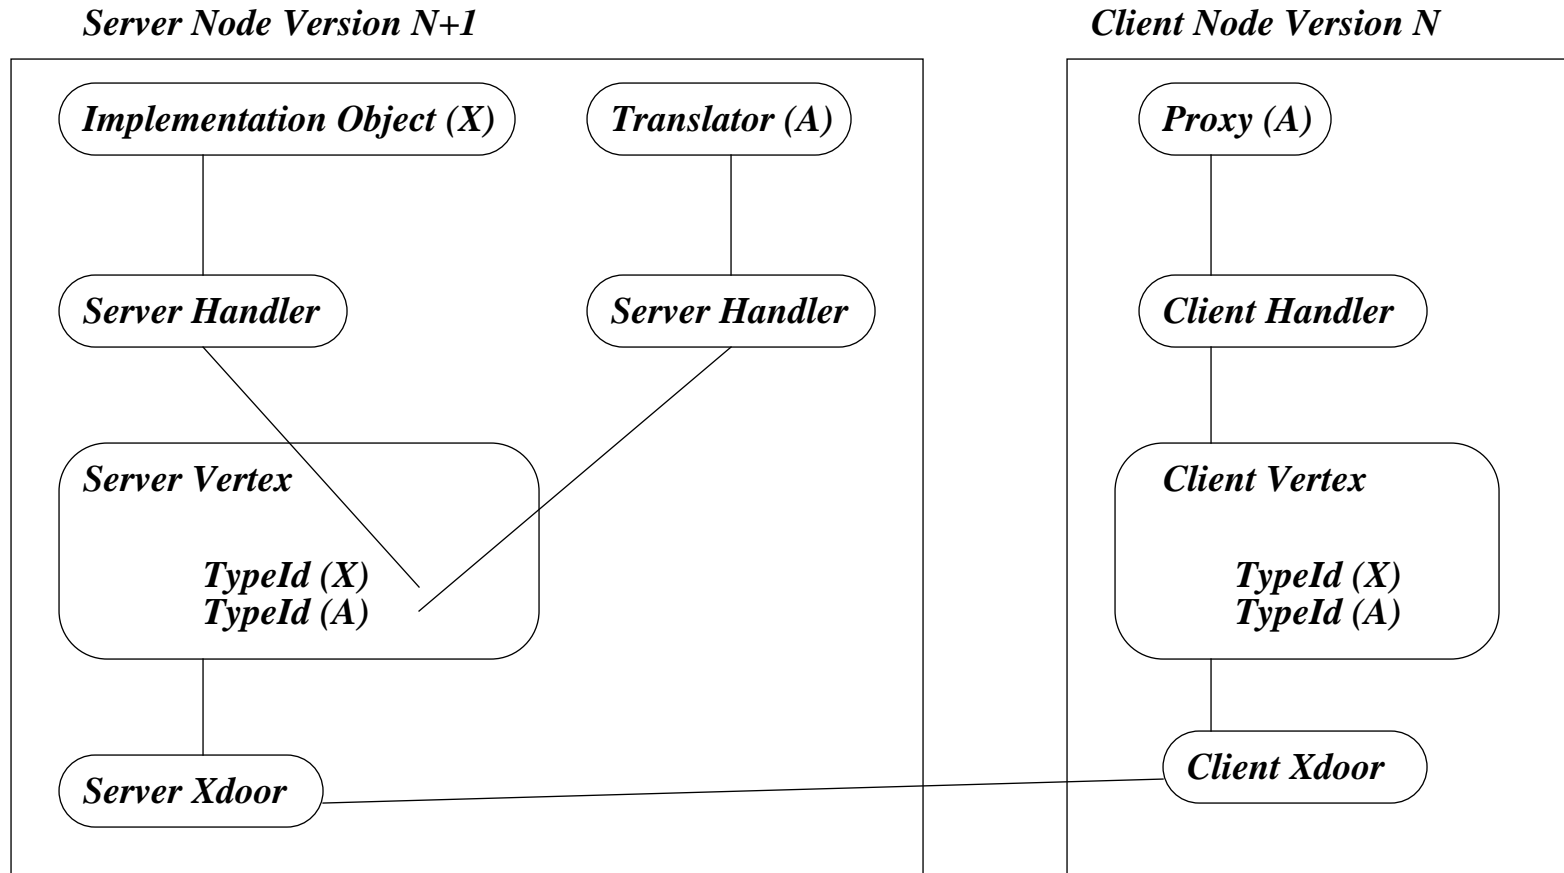 Server Node Version N+1
Client Node Version N
Implementation Object (X)
Translator (A)
Proxy (A)
Server Handler
Server Handler
Client Handler
Server Vertex
Client Vertex
TypeId (X)
TypeId (A)
TypeId (X)
TypeId (A)
Server Xdoor
Client Xdoor